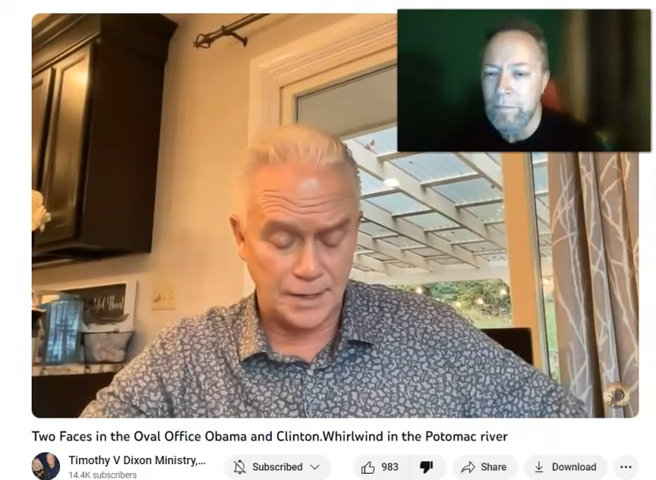 Two Faces in the Oval Office Obama and Clinton.Whirlwind in the Potomac river
Timothy V Dixon Ministry,...
14.4K subscribers
Subscribed
983
Share
Download